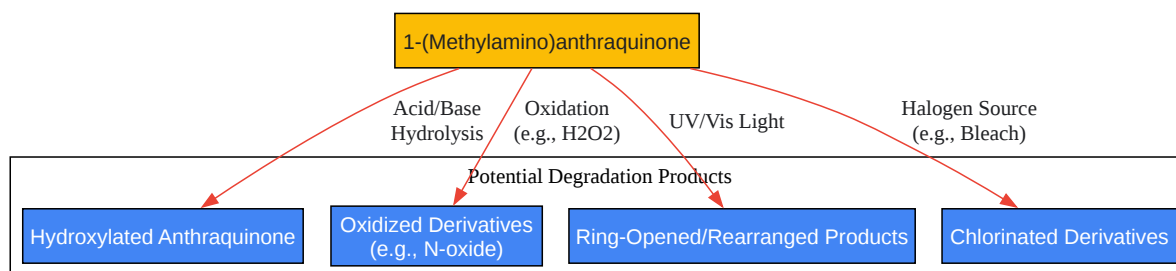 1-(Methylamino)anthraquinone
Acid/Base
Hydrolysis
Oxidation
(e.g., H2O2)
UV/Vis Light
Halogen Source
(e.g., Bleach)
Potential Degradation Products
Hydroxylated Anthraquinone
Oxidized Derivatives
(e.g., N-oxide)
Ring-Opened/Rearranged Products
Chlorinated Derivatives